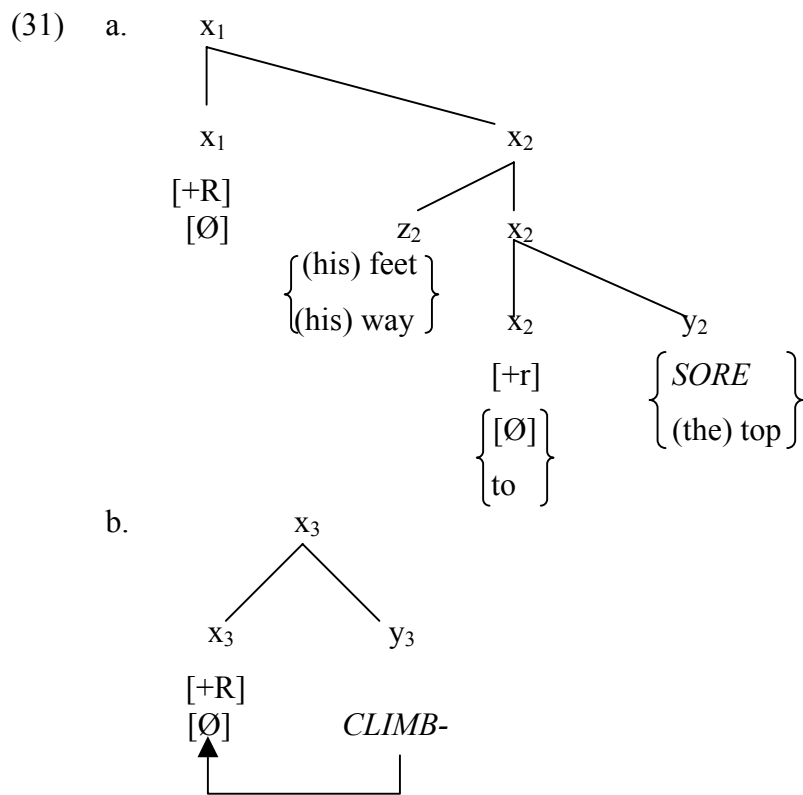 (31) a. x₁
x₁ x₂
[+R]
[Ø] z₂ x₂
(his) feet
(his) way x₂ y₂
[+r] SORE
[Ø] (the) top
to
b. x₃
x₃ y₃
[+R]
[Ø] CLIMB-